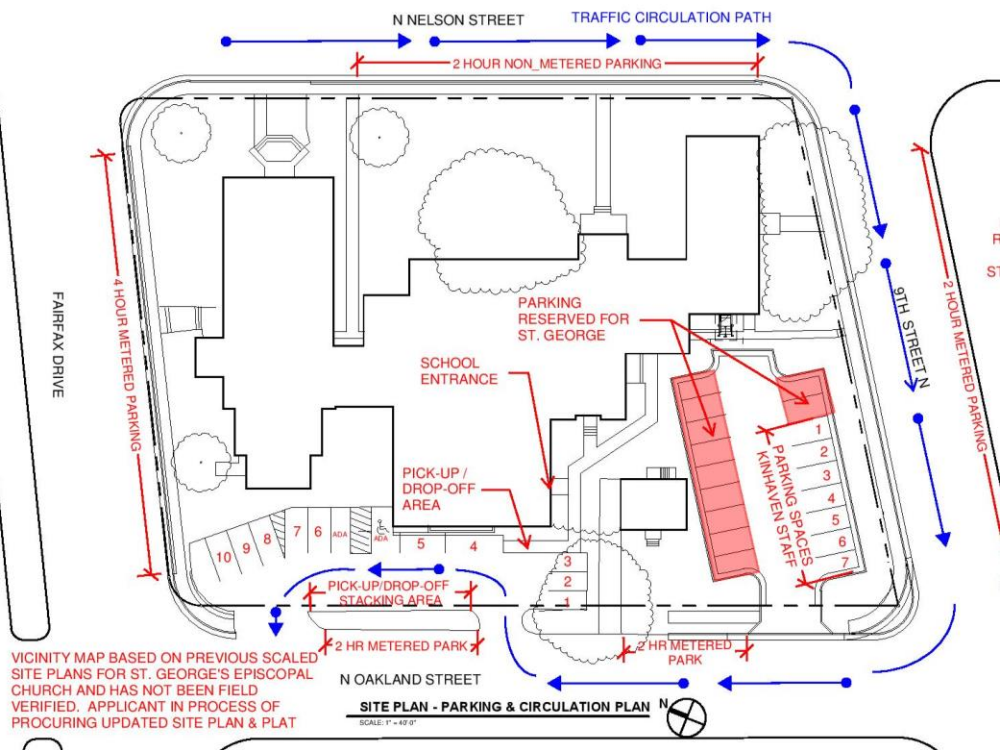 N NELSON STREET
TRAFFIC CIRCULATION PATH
2 HOUR NON_METERED PARKING
4 HOUR METERED PARKING
FAIRFAX DRIVE
PARKING
RESERVED FOR
ST. GEORGE
SCHOOL
ENTRANCE
PICK-UP /
DROP-OFF
AREA
9TH STREET N
2 HOUR METERED PARKING
R
ST
1
2
3
4
5
6
7
PARKING SPACES
KINHAVEN STAFF
10
9
8
7
6
ADA
ADA
5
4
3
2
1
PICK-UP/DROP-OFF
STACKING AREA
2 HR METERED PARK
2 HR METERED
PARK
N OAKLAND STREET
VICINITY MAP BASED ON PREVIOUS SCALED
SITE PLANS FOR ST. GEORGE'S EPISCOPAL
CHURCH AND HAS NOT BEEN FIELD
VERIFIED. APPLICANT IN PROCESS OF
PROCURING UPDATED SITE PLAN & PLAT
SITE PLAN - PARKING & CIRCULATION PLAN
N
SCALE: 1" = 40'-0"